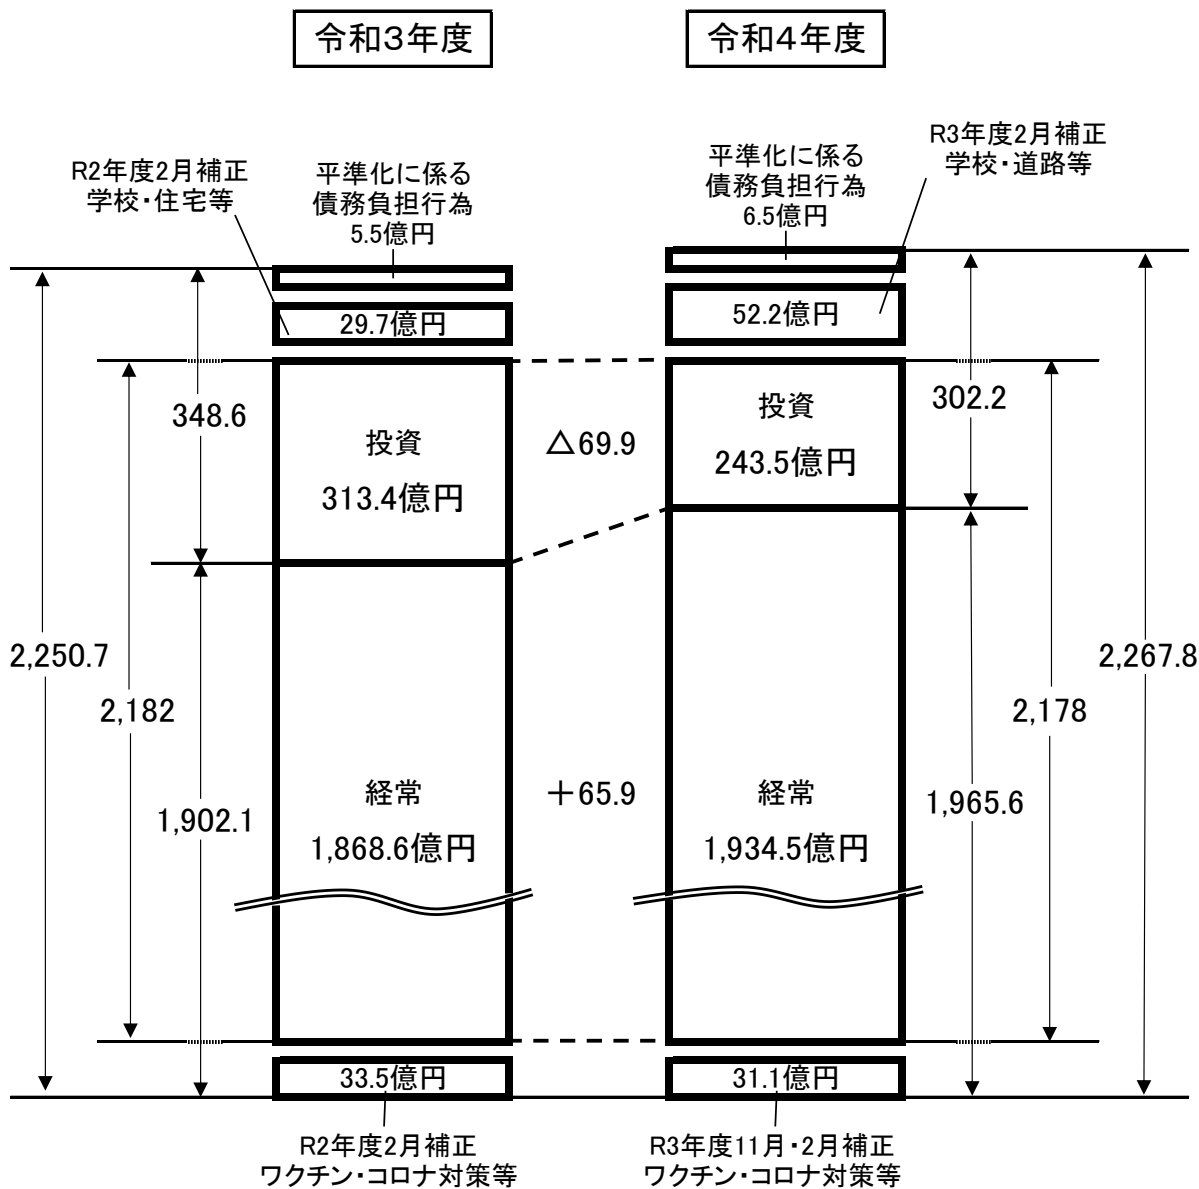 令和3年度
令和4年度
R2年度2月補正
学校・住宅等
平準化に係る
債務負担行為
5.5億円
平準化に係る
債務負担行為
6.5億円
R3年度2月補正
学校・道路等
29.7億円
52.2億円
348.6
投資
313.4億円
△69.9
投資
243.5億円
302.2
2,250.7
2,182
1,902.1
経常
1,868.6億円
＋65.9
経常
1,934.5億円
1,965.6
2,178
2,267.8
33.5億円
31.1億円
R2年度2月補正
ワクチン・コロナ対策等
R3年度11月・2月補正
ワクチン・コロナ対策等